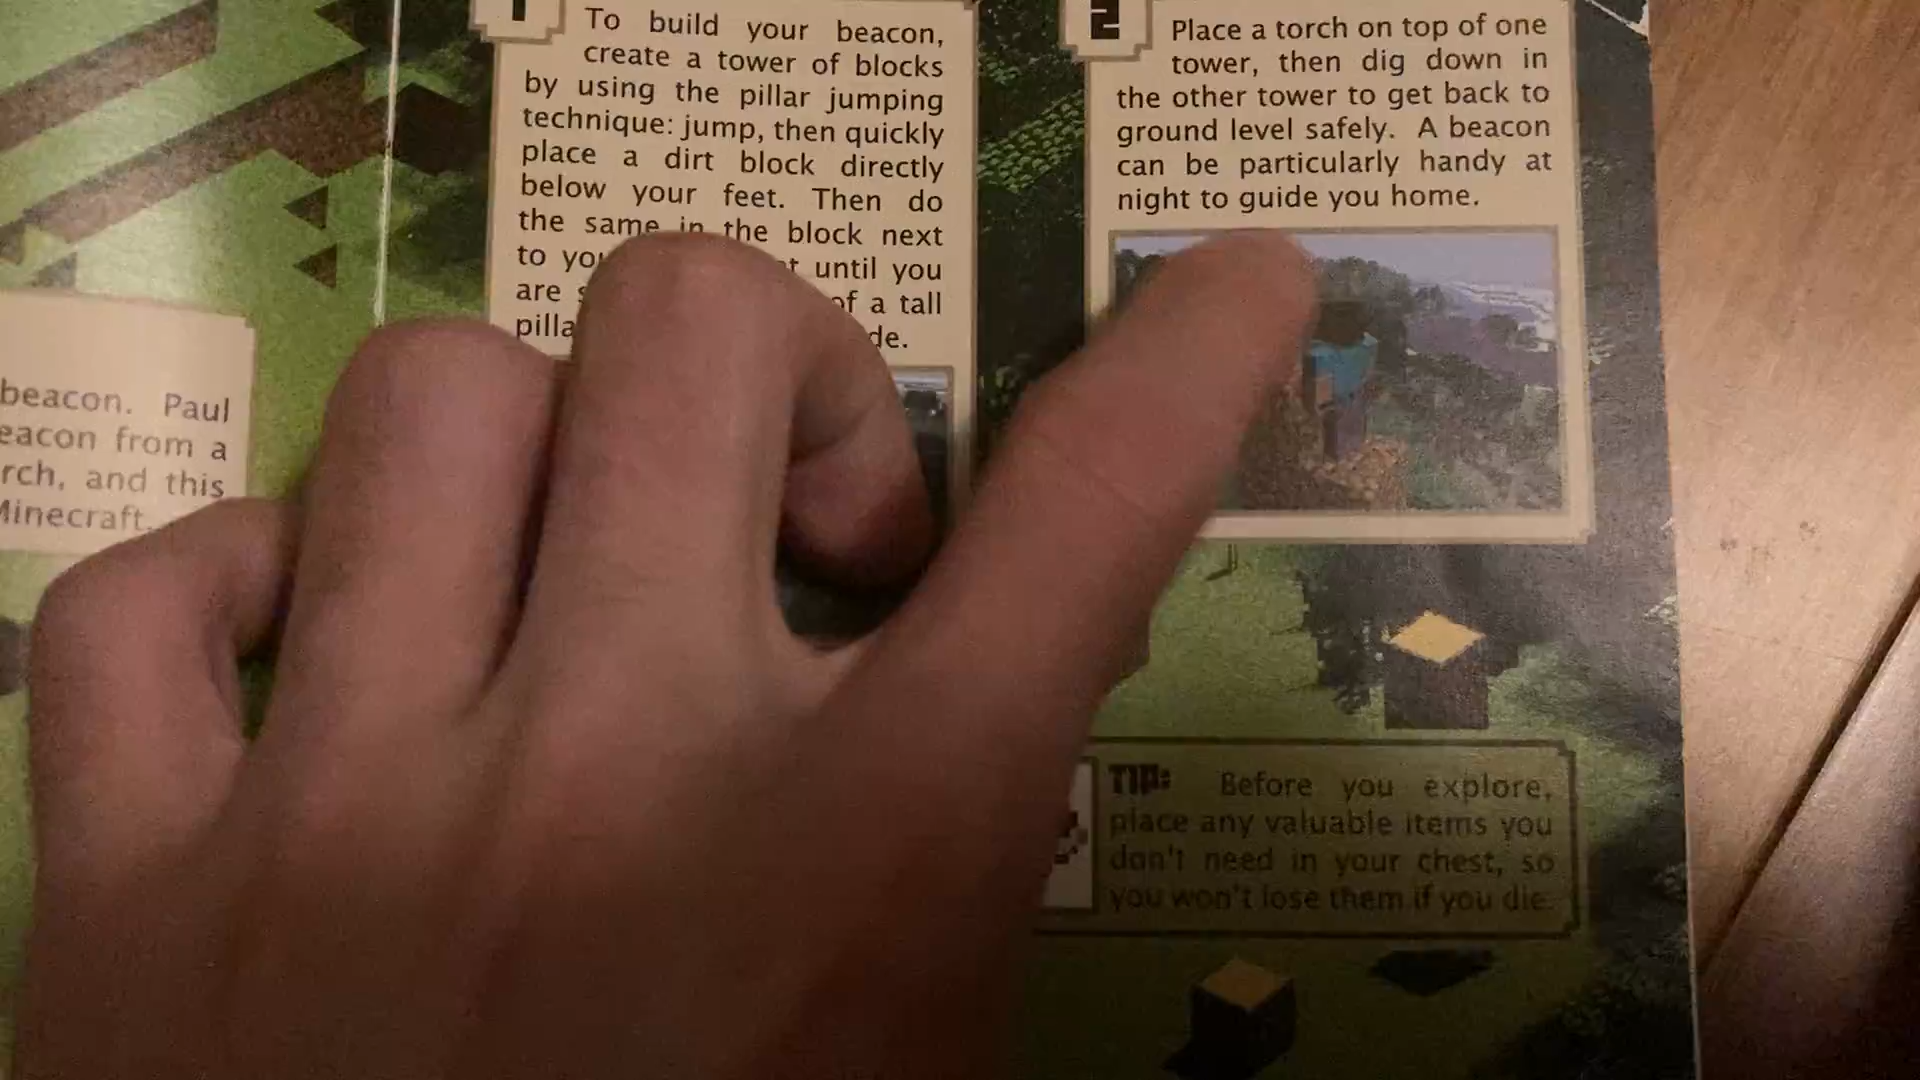 beacon. Paul
eacon from a
rch, and this
Minecraft.
1
To build your beacon,
create a tower of blocks
by using the pillar jumping
technique: jump, then quickly
place a dirt block directly
below your feet. Then do
the same in the block next
to until you
are of a tall
2
Place a torch on top of one
tower, then dig down in
the other tower to get back to
ground level safely. A beacon
can be particularly handy at
night to guide you home.
TIP: Before you explore,
place any valuable items you
don't need in your chest, so
you won't lose them if you die.